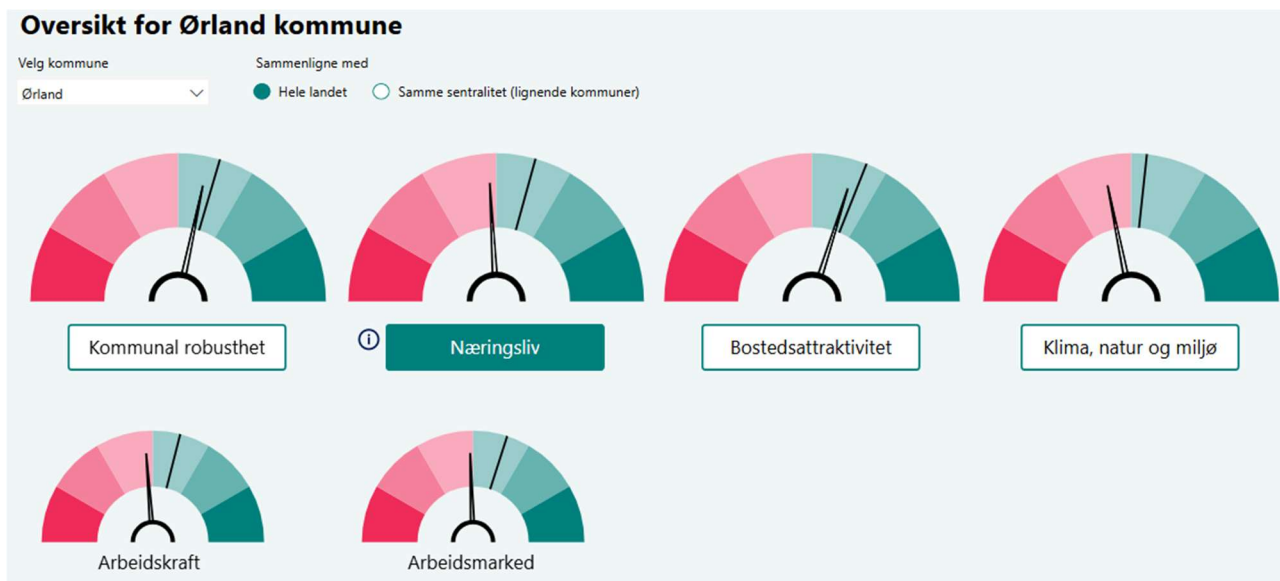 Oversikt for Ørland kommune
Velg kommune
Sammenligne med
Ørland
Hele landet
Samme sentralitet (lignende kommuner)
Kommunal robusthet
Næringsliv
Bostedsattraktivitet
Klima, natur og miljø
Arbeidskraft
Arbeidsmarked